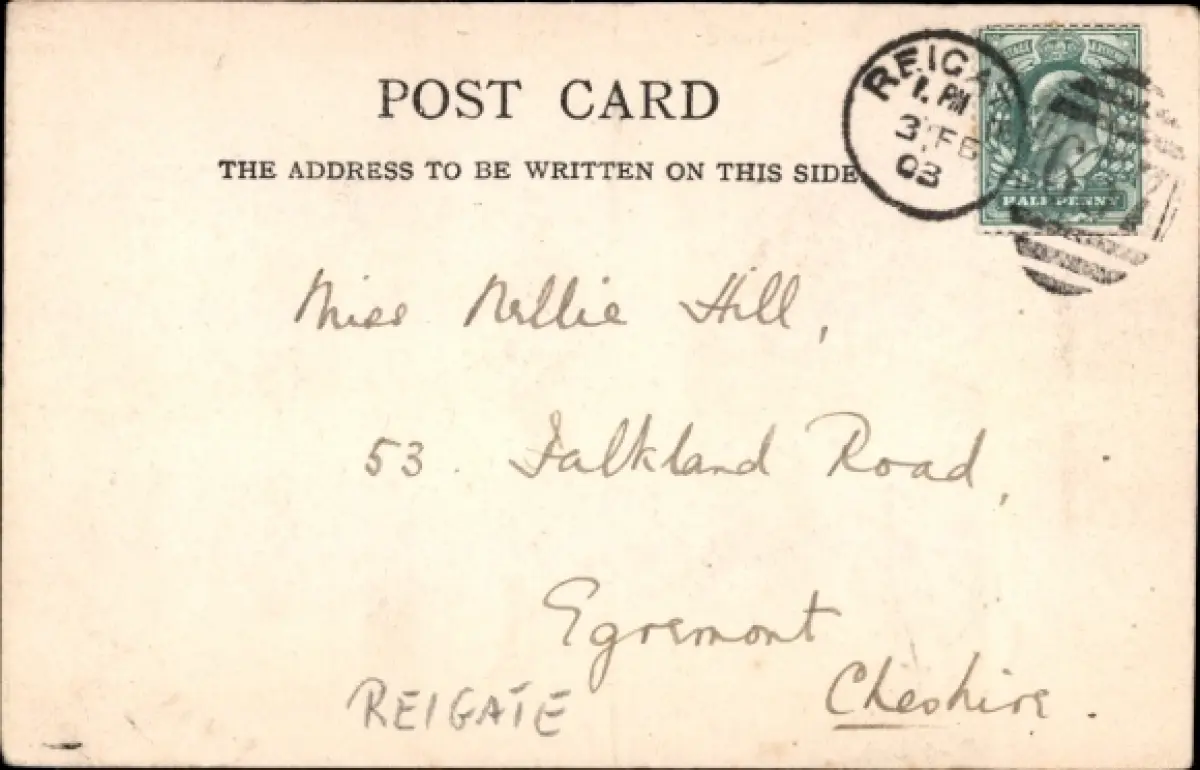 POST CARD
THE ADDRESS TO BE WRITTEN ON THIS SIDE
REIGA
1. PM
3 FE
03
HALF PENNY
Miss Nellie Hill,
53. Falkland Road,
Egremont
Cheshire.
REIGATE